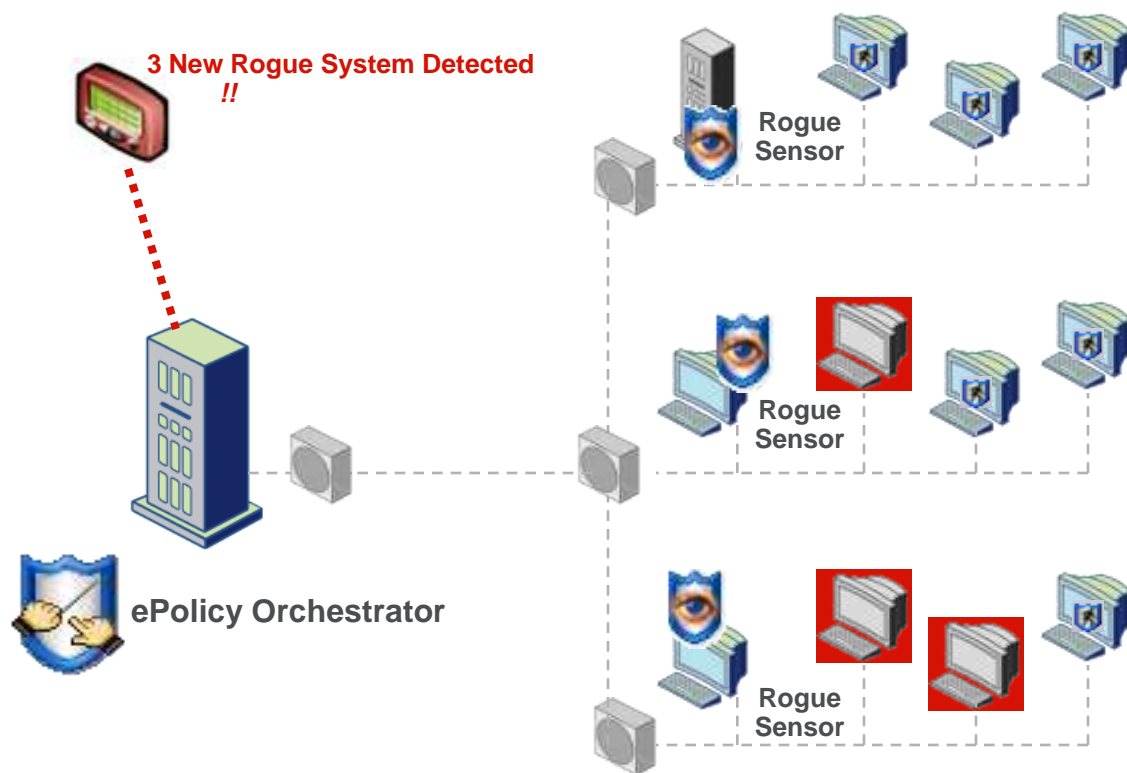 3 New Rogue System Detected
!!
Rogue
Sensor
Rogue
Sensor
ePolicy Orchestrator
Rogue
Sensor